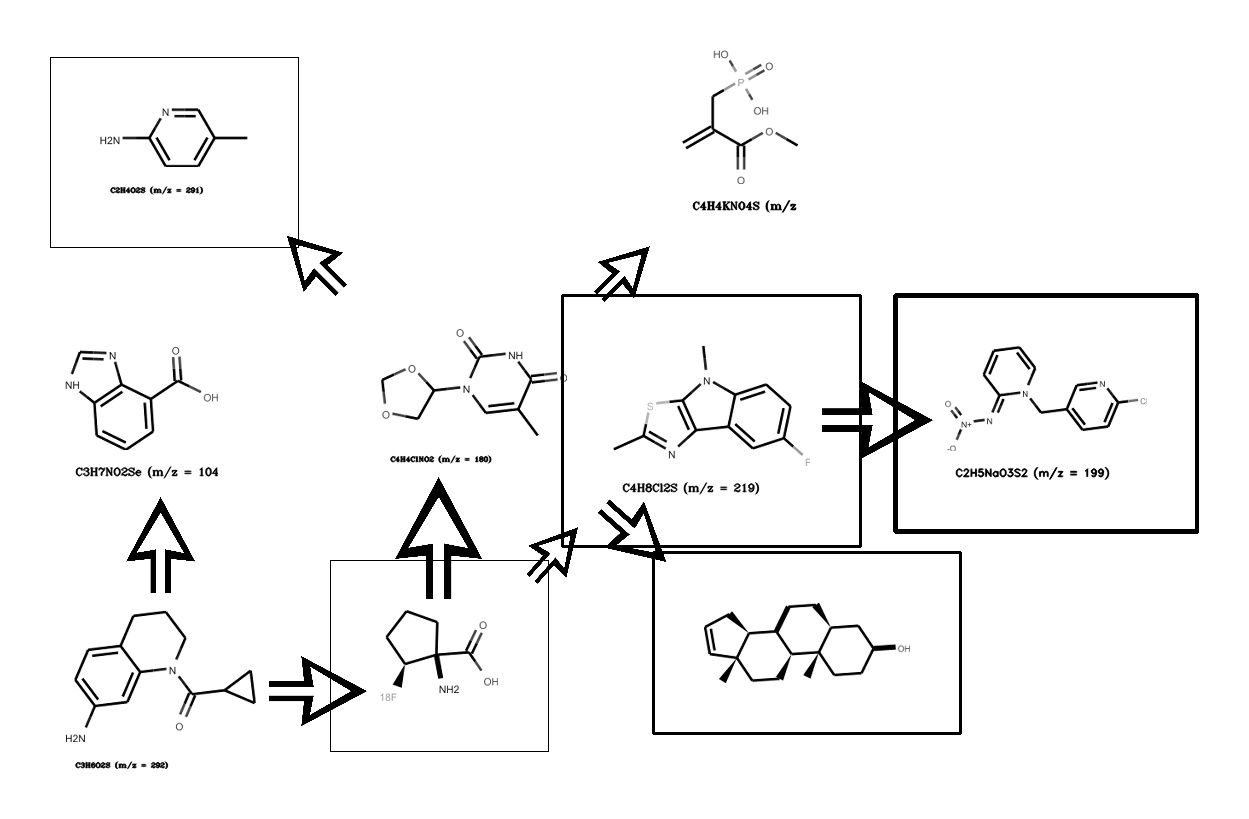 HO
O
P
OH
O
O
C4H4KNO4S (m/z
N
H2N
C2H4O2S (m/z = 291)
N
NH
O
OH
C3H7NO2Se (m/z = 104
O
O
O
N
NH
O
C4H4ClNO2 (m/z = 180)
N
S
N
F
C4H8Cl2S (m/z = 219)
O
N+
-O
N
N
N
Cl
C2H5NaO3S2 (m/z = 199)
N
O
H2N
C3H6O2S (m/z = 292)
O
OH
NH2
18F
OH